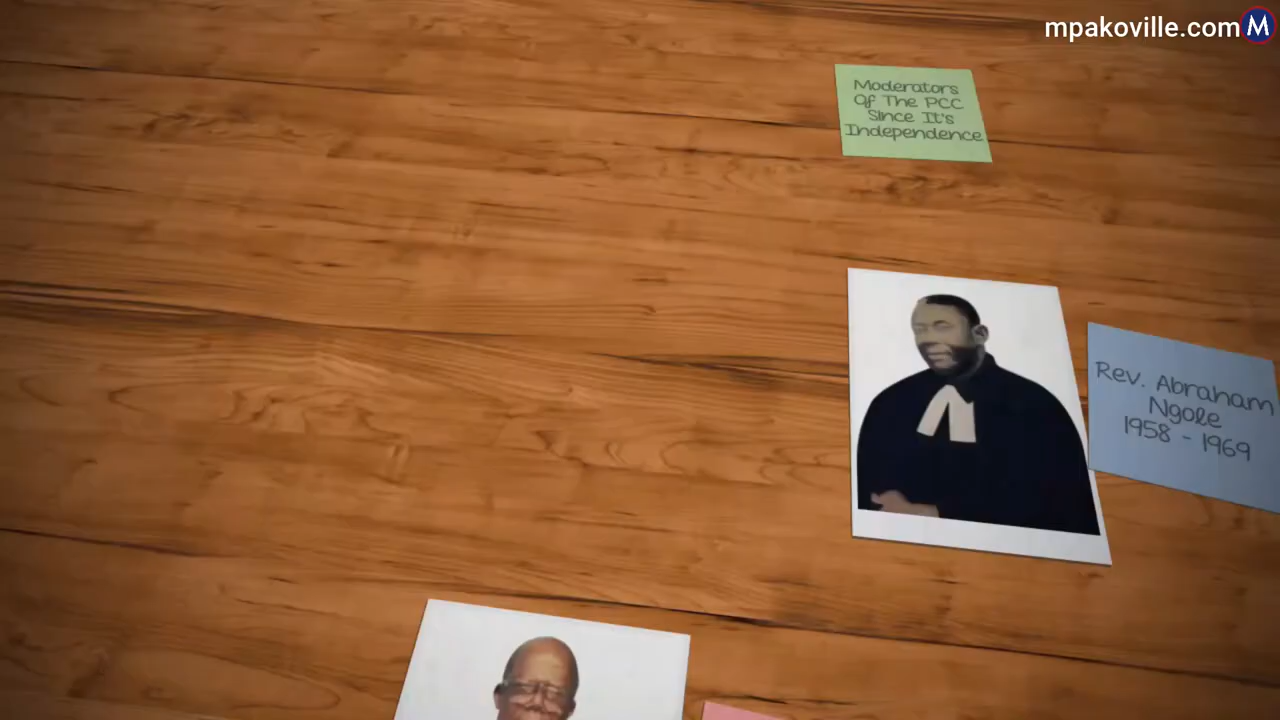 mpakoville.com M
Moderators
Of The PCC
Since It's
Independence
Rev. Abraham
Ngole
1958 - 1969